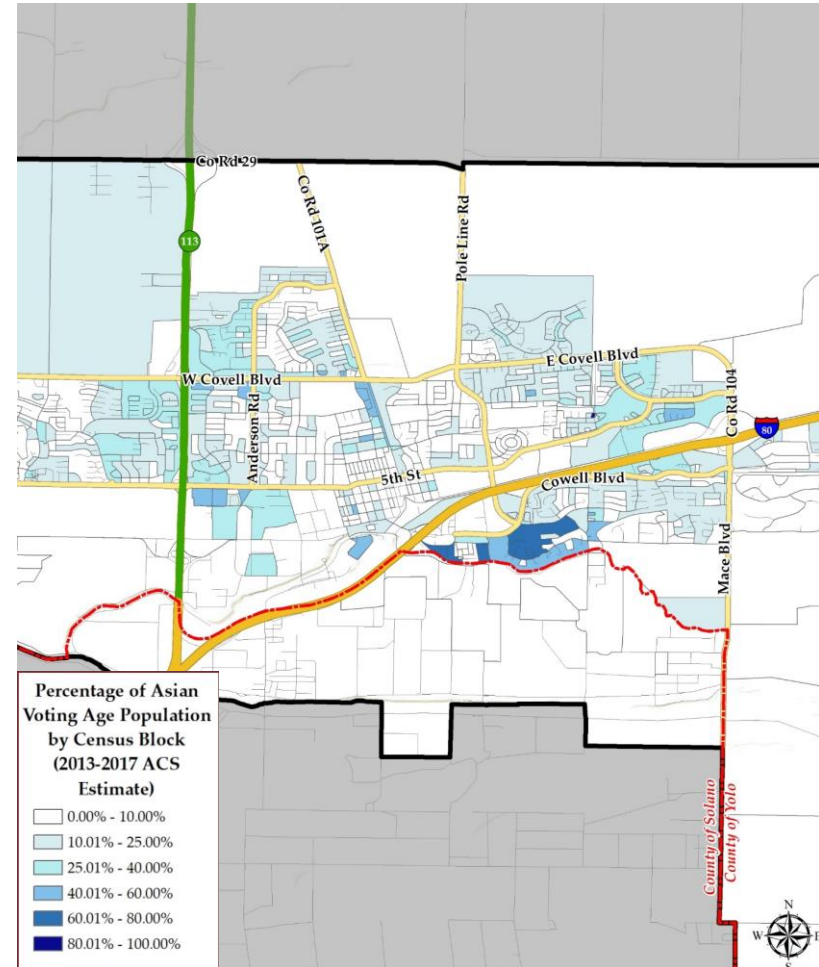 Co Rd 29
Co Rd 101A
Pole Line Rd
113
E Covell Blvd
W Covell Blvd
Anderson Rd
Co Rd 104
80
5th St
Cowell Blvd
Mace Blvd
Percentage of Asian
Voting Age Population
by Census Block
(2013-2017 ACS
Estimate)
0.00% - 10.00%
10.01% - 25.00%
25.01% - 40.00%
40.01% - 60.00%
60.01% - 80.00%
80.01% - 100.00%
County of Solano
County of Yolo
N
W E
S